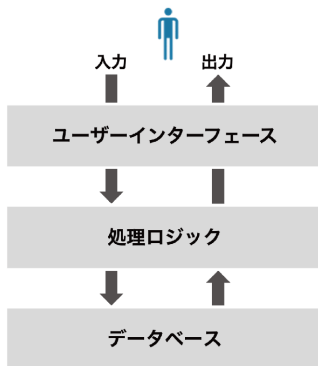 入力
出力
ユーザーインターフェース
処理ロジック
データベース